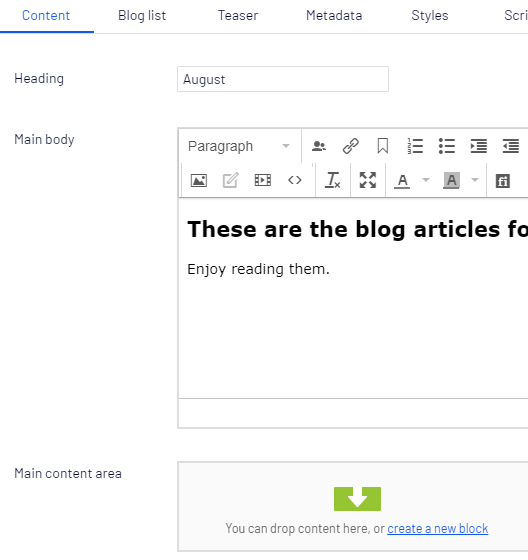 Content Blog list Teaser Metadata Styles Scri
Heading August
Main body
Paragraph
These are the blog articles fo
Enjoy reading them.
Main content area
You can drop content here, or create a new block